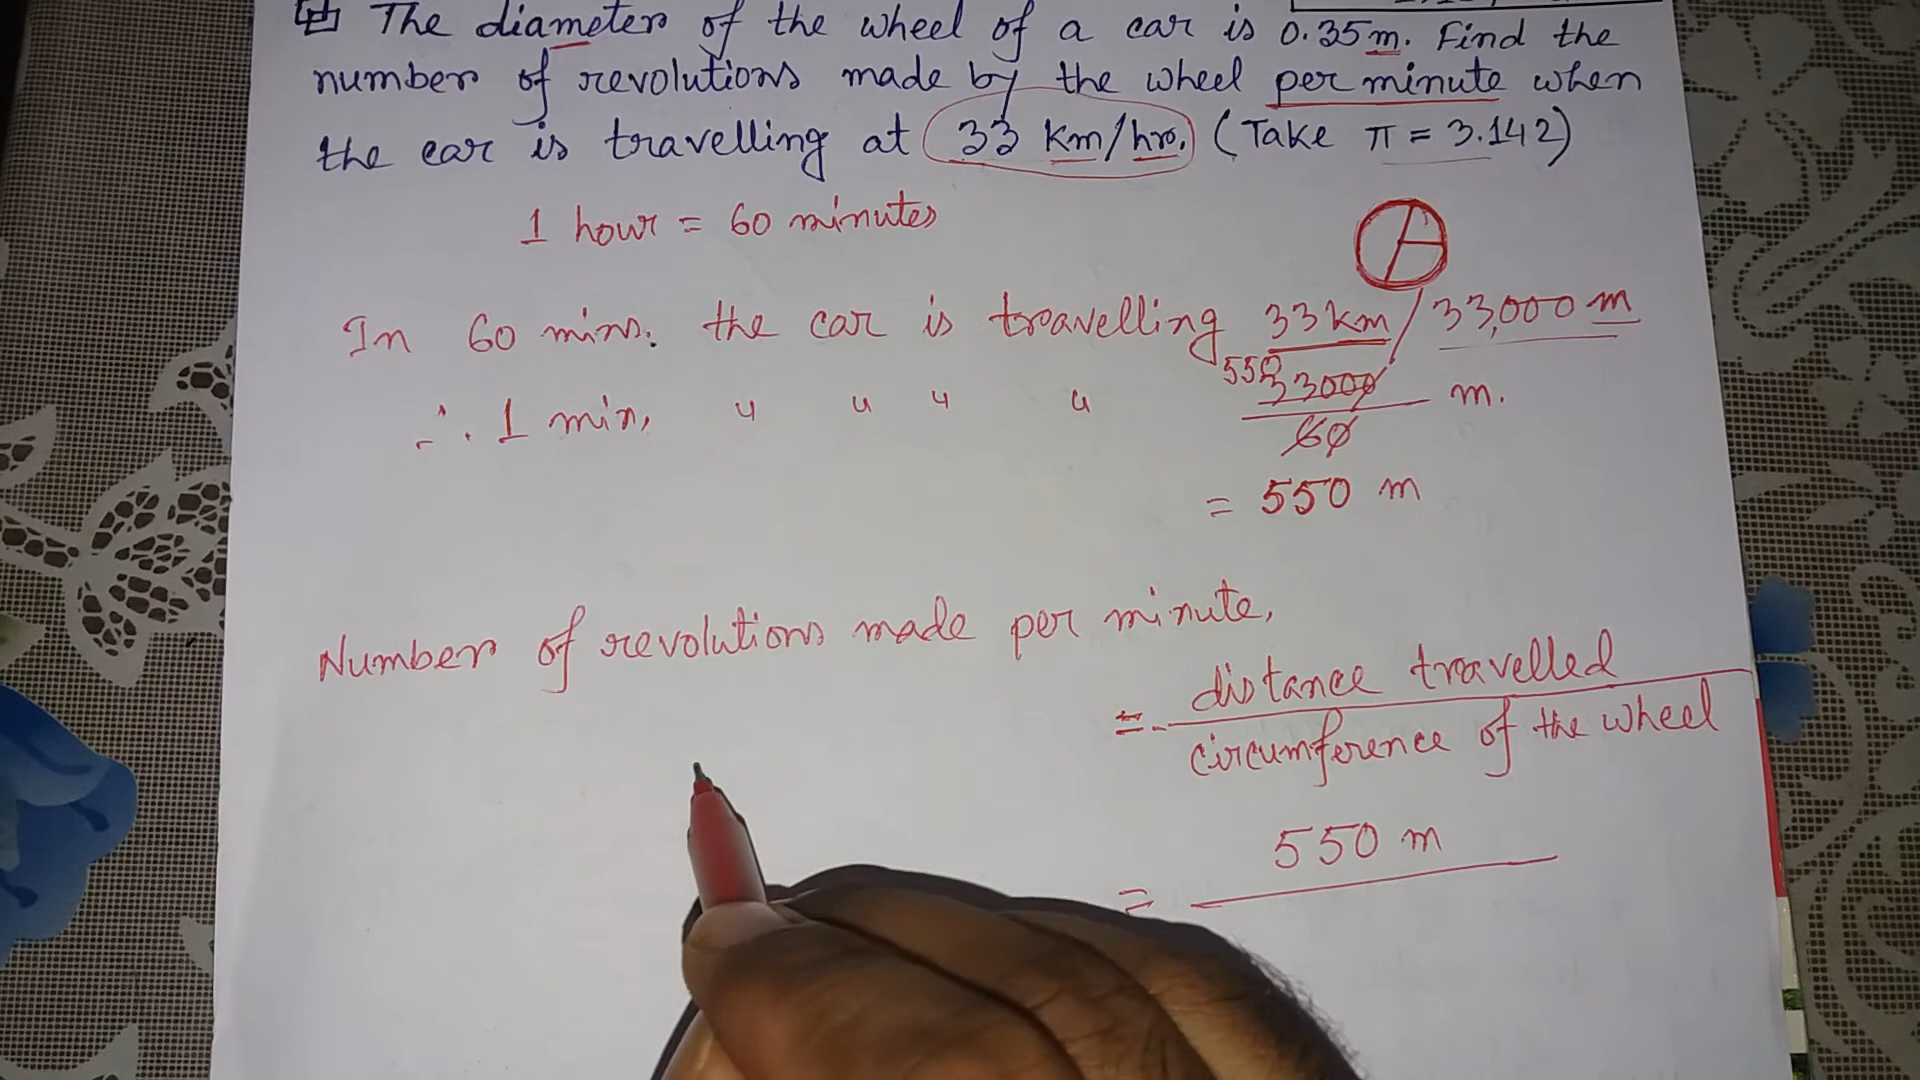 The diameter of the wheel of a car is 0.35m. Find the
number of revolutions made by the wheel per minute when
the car is travelling at 33 km/hr. (Take π = 3.142)
1 hour = 60 minutes
In 60 mins. the car is travelling 33 km / 33,000 m
∴ 1 min, " " " " 550 33000 m.
60
= 550 m
Number of revolutions made per minute,
= distance travelled
circumference of the wheel
= 550 m